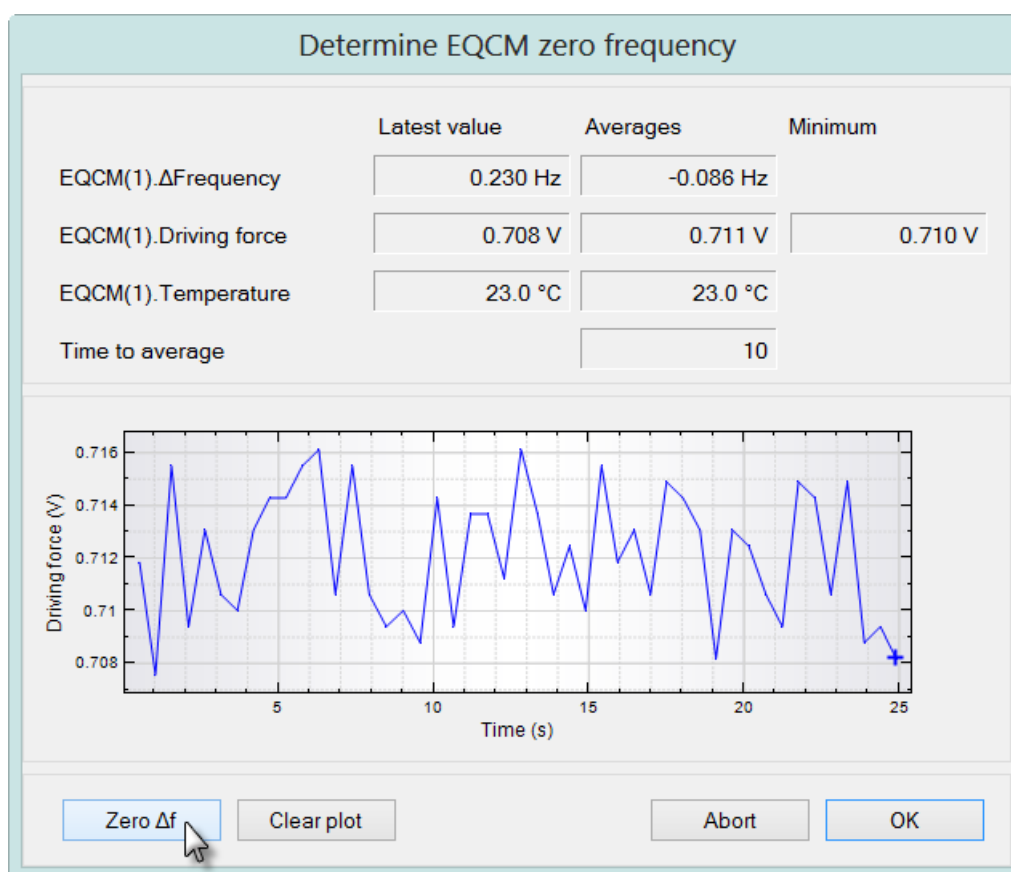 Determine EQCM zero frequency
Latest value Averages Minimum
EQCM(1).ΔFrequency 0.230 Hz -0.086 Hz
EQCM(1).Driving force 0.708 V 0.711 V 0.710 V
EQCM(1).Temperature 23.0 °C 23.0 °C
Time to average 10
Driving force (V)
0.716
0.714
0.712
0.71
0.708
5 10 15 20 25
Time (s)
Zero Δf Clear plot Abort OK